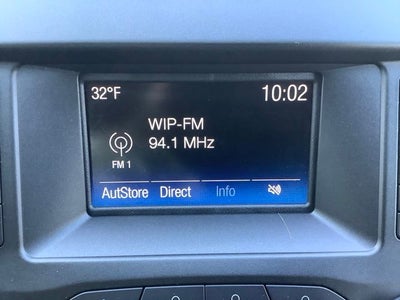 32°F 10:02
WIP-FM
94.1 MHz
FM 1
AutStore Direct Info